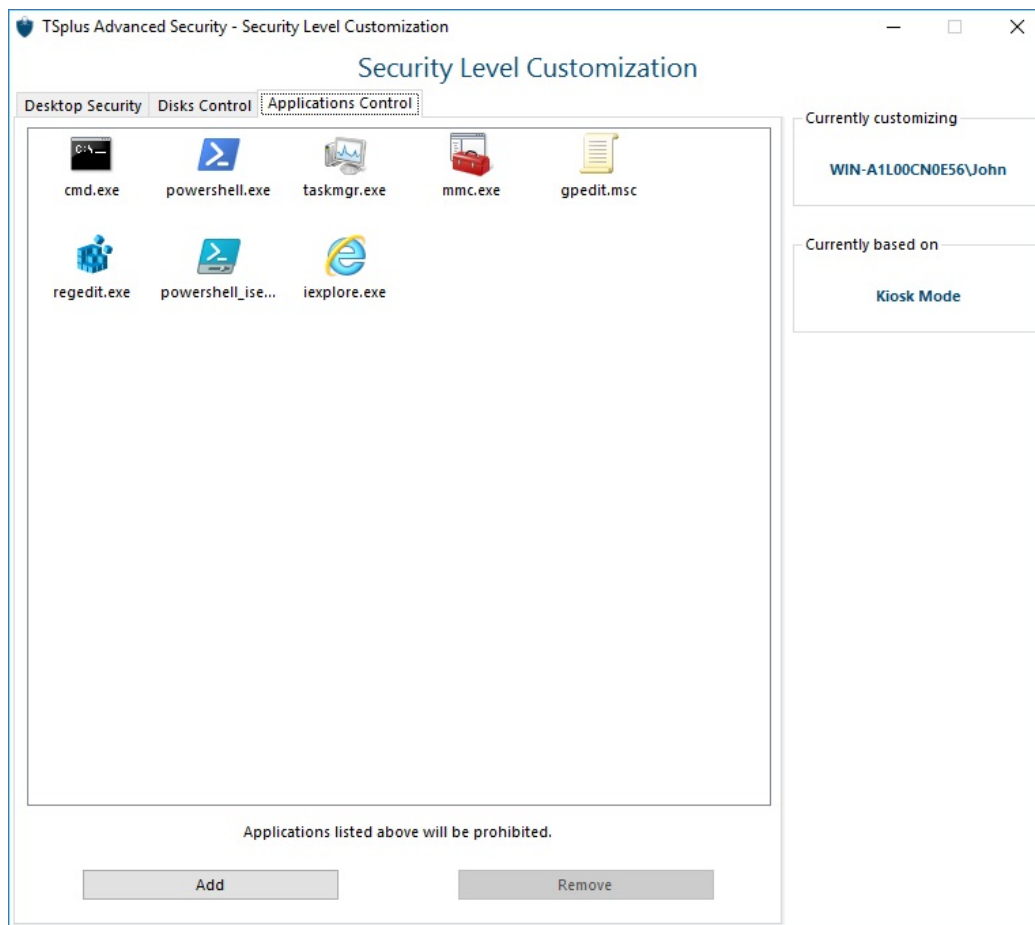 TSplus Advanced Security - Security Level Customization
Security Level Customization
Desktop Security Disks Control Applications Control
cmd.exe powershell.exe taskmgr.exe mmc.exe gpedit.msc
regedit.exe powershell_ise... iexplore.exe
Applications listed above will be prohibited.
Add Remove
Currently customizing
WIN-A1L00CN0E56\John
Currently based on
Kiosk Mode